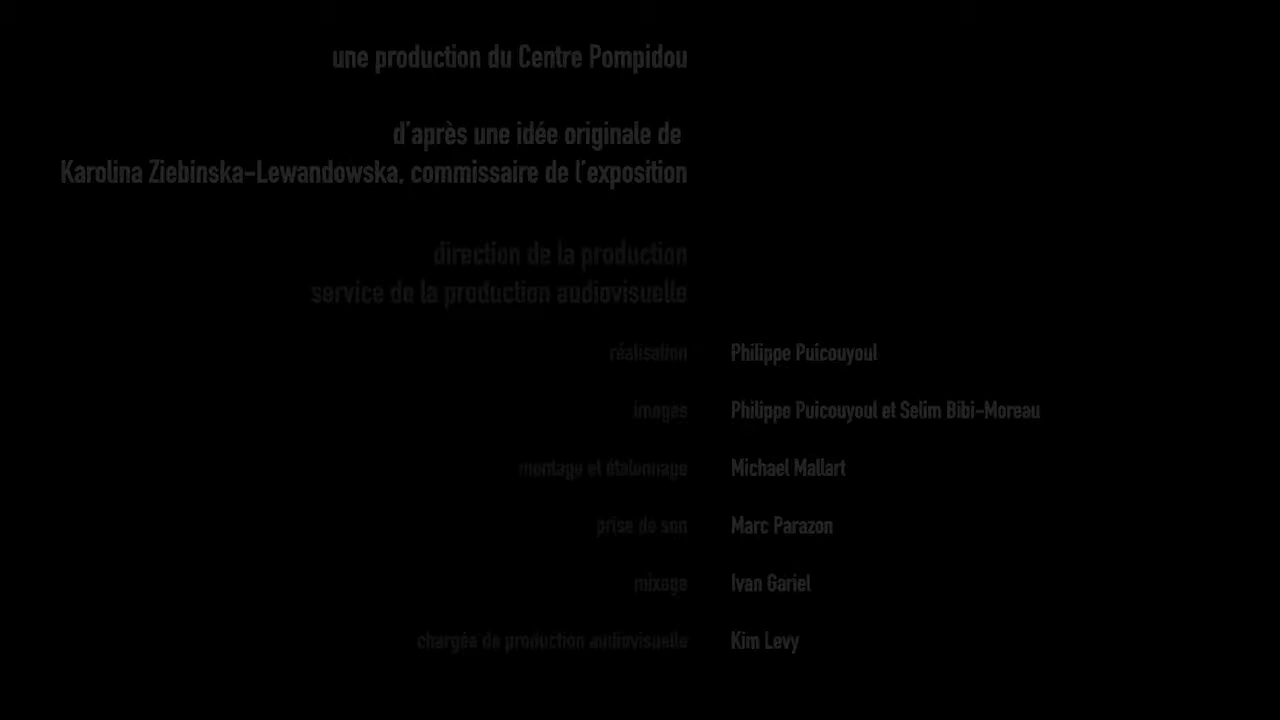 une production du Centre Pompidou
d'après une idée originale de
Karolina Ziebinska-Lewandowska, commissaire de l'exposition
direction de la production
service de la production audiovisuelle
réalisation Philippe Puicouyoul
images Philippe Puicouyoul et Selim Bibi-Moreau
montage et étalonnage Michael Mallart
prise de son Marc Parazon
mixage Ivan Gariel
chargée de production audiovisuelle Kim Levy